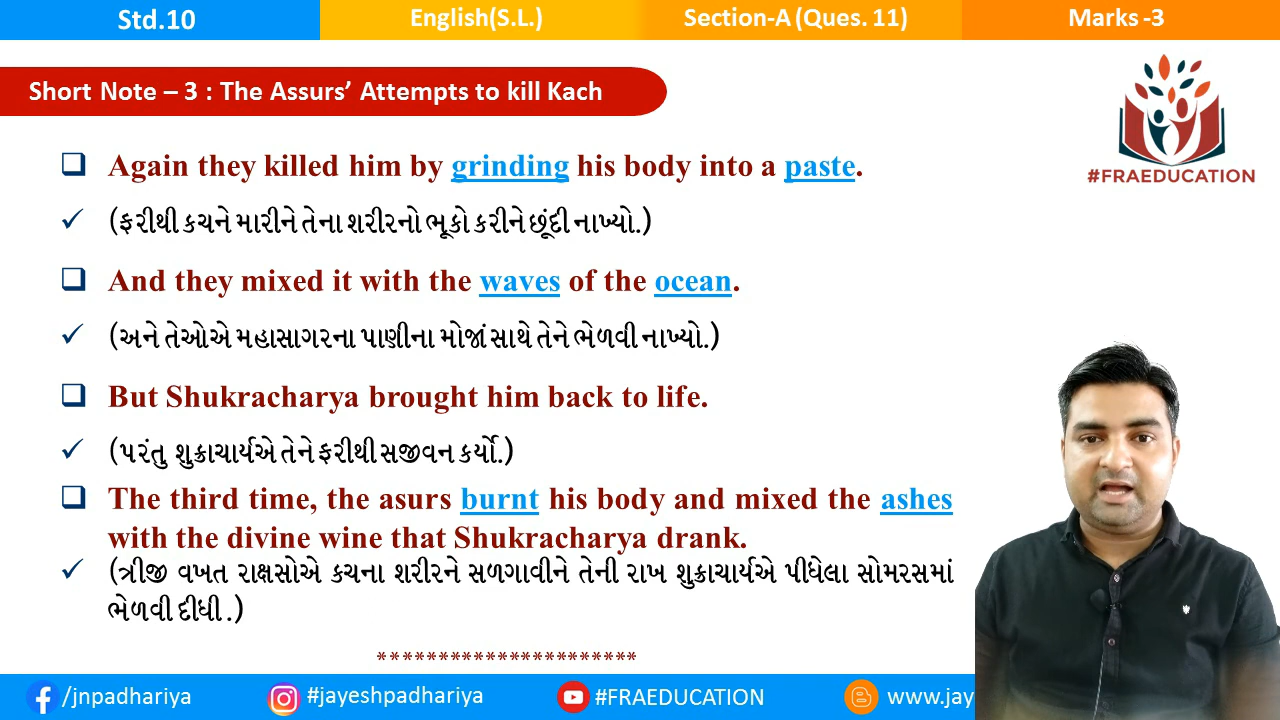 Std.10
English(S.L.)
Section-A (Ques. 11)
Marks -3
Short Note – 3 : The Assurs’ Attempts to kill Kach
#FRAEDUCATION
Again they killed him by grinding his body into a paste.
(ફરીથી કચને મારીને તેના શરીરનો ભૂકો કરીને છૂંદી નાખ્યો.)
And they mixed it with the waves of the ocean.
(અને તેઓએ મહાસાગરના પાણીના મોજાં સાથે તેને ભેળવી નાખ્યો.)
But Shukracharya brought him back to life.
(પરંતુ શુક્રાચાર્યએ તેને ફરીથી સજીવન કર્યો.)
The third time, the asurs burnt his body and mixed the ashes
with the divine wine that Shukracharya drank.
(ત્રીજી વખત રાક્ષસોએ કચના શરીરને સળગાવીને તેની રાખ શુક્રાચાર્યએ પીધેલા સોમરસમાં
ભેળવી દીધી .)
**********************
/jnpadhariya
#jayeshpadhariya
#FRAEDUCATION
www.jay